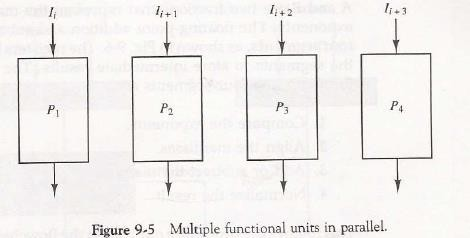 I_i I_{i+1} I_{i+2} I_{i+3}
P_1 P_2 P_3 P_4
Figure 9-5 Multiple functional units in parallel.